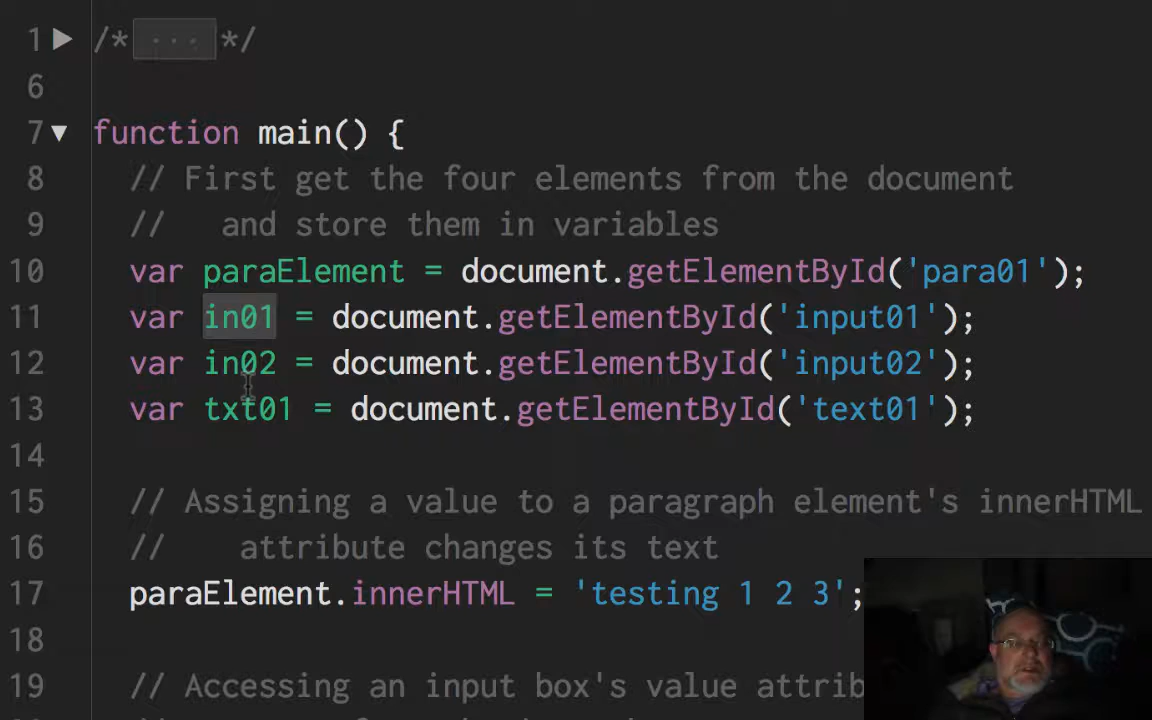 1 /* ... */
6
7 function main() {
8 // First get the four elements from the document
9 // and store them in variables
10 var paraElement = document.getElementById('para01');
11 var in01 = document.getElementById('input01');
12 var in02 = document.getElementById('input02');
13 var txt01 = document.getElementById('text01');
14
15 // Assigning a value to a paragraph element's innerHTML
16 // attribute changes its text
17 paraElement.innerHTML = 'testing 1 2 3';
18
19 // Accessing an input box's value attrib